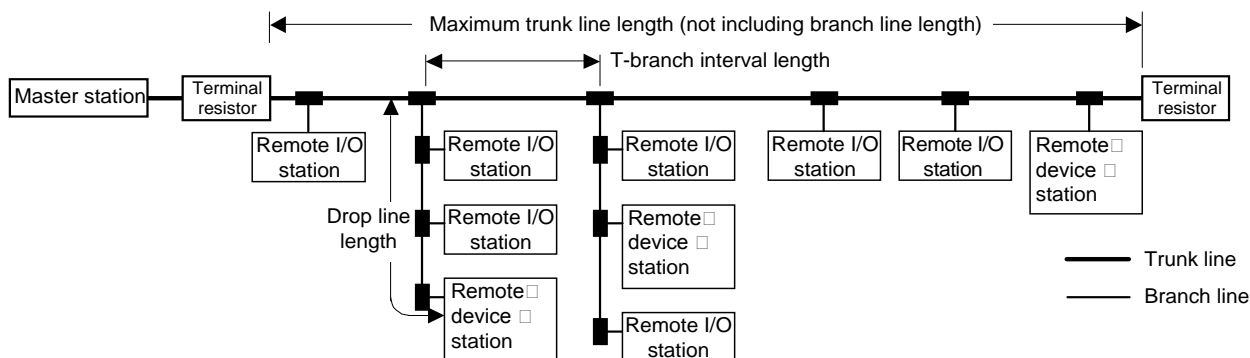 Maximum trunk line length (not including branch line length)
T-branch interval length
Master station
Terminal
resistor
Terminal
resistor
Remote I/O
station
Remote I/O
station
Remote I/O
station
Remote I/O
station
Remote I/O
station
Remote□
device □
station
Drop line
length
Remote I/O
station
Remote□
device □
station
Remote□
device □
station
Remote I/O
station
Trunk line
Branch line